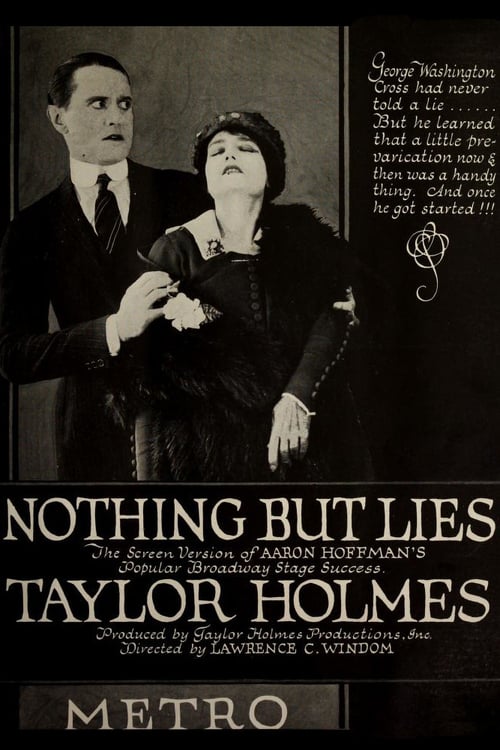 George Washington
Cross had never
told a lie ......
But he learned
that a little pre-
varication now &
then was a handy
thing. And once
he got started!!!
NOTHING BUT LIES
The Screen Version of AARON HOFFMAN'S
Popular Broadway Stage Success.
TAYLOR HOLMES
Produced by Taylor Holmes Productions, Inc.
Directed by LAWRENCE C. WINDOM
METRO